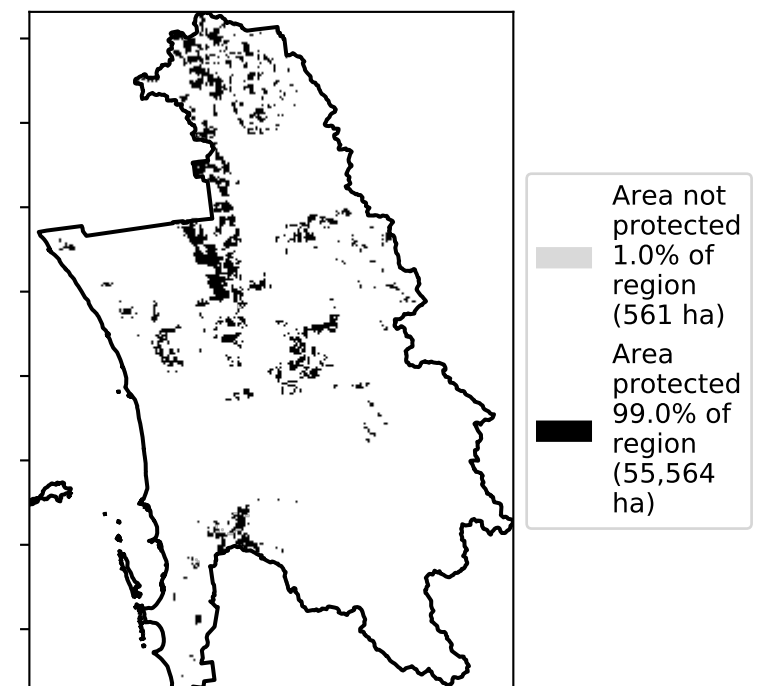 Area not
protected
1.0% of
region
(561 ha)
Area
protected
99.0% of
region
(55,564
ha)